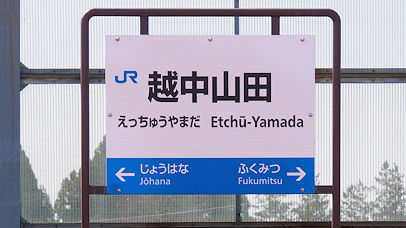 JR 越中山田
えっちゅうやまだ Etchū-Yamada
← じょうはな ふくみつ →
Jōhana Fukumitsu